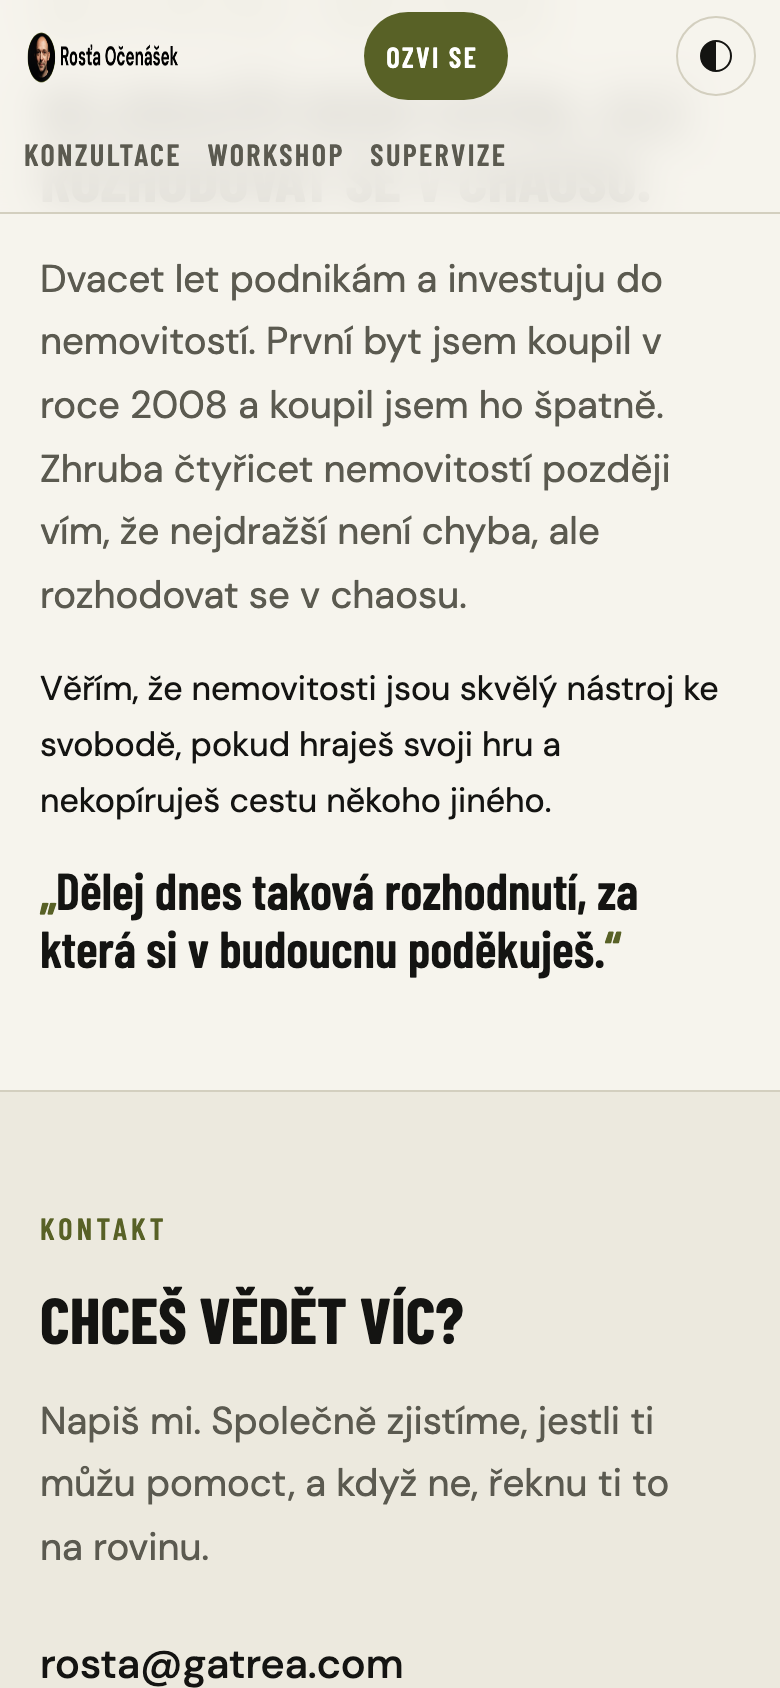 Rosťa Očenášek
OZVI SE
KONZULTACE WORKSHOP SUPERVIZE
ROZHODOVAT SE V CHAOSU.
Dvacet let podnikám a investuju do
nemovitostí. První byt jsem koupil v
roce 2008 a koupil jsem ho špatně.
Zhruba čtyřicet nemovitostí později
vím, že nejdražší není chyba, ale
rozhodovat se v chaosu.
Věřím, že nemovitosti jsou skvělý nástroj ke
svobodě, pokud hraješ svoji hru a
nekopíruješ cestu někoho jiného.
„Dělej dnes taková rozhodnutí, za
která si v budoucnu poděkuješ.“
KONTAKT
CHCEŠ VĚDĚT VÍC?
Napiš mi. Společně zjistíme, jestli ti
můžu pomoct, a když ne, řeknu ti to
na rovinu.
rosta@gatrea.com